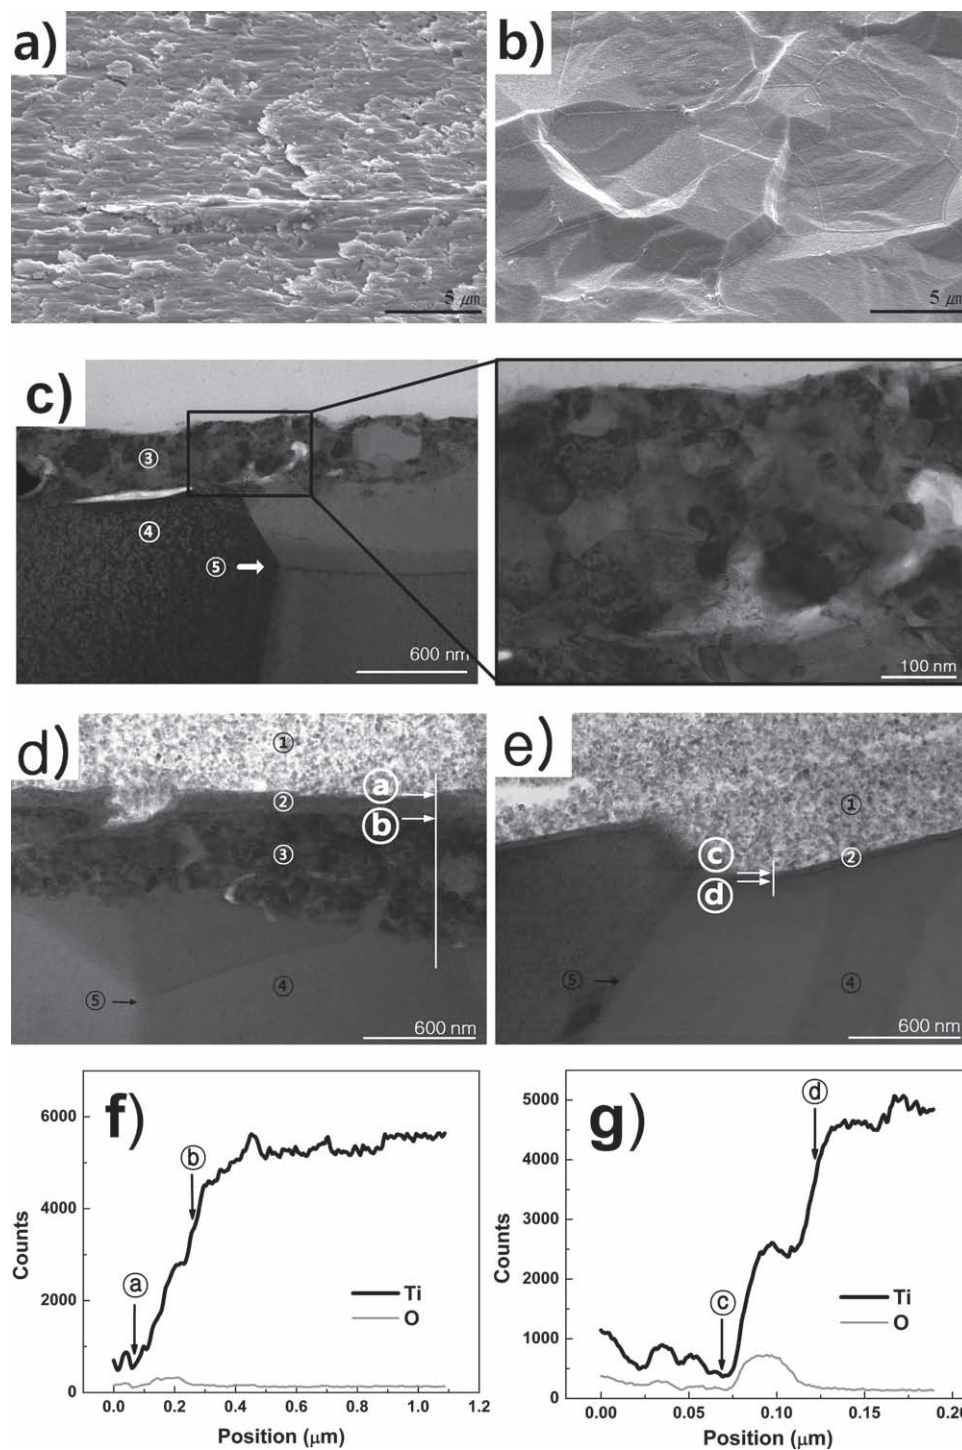 a)
5 μm
b)
5 μm
c)
③
④
⑤
600 nm
100 nm
d)
①
②
③
④
⑤
ⓐ
ⓑ
600 nm
e)
①
②
ⓒ
ⓓ
④
⑤
600 nm
f)
6000
4000
2000
0
Counts
ⓐ
ⓑ
Ti
O
0.0 0.2 0.4 0.6 0.8 1.0 1.2
Position (μm)
g)
5000
4000
3000
2000
1000
0
Counts
ⓒ
ⓓ
Ti
O
0.00 0.05 0.10 0.15 0.20
Position (μm)